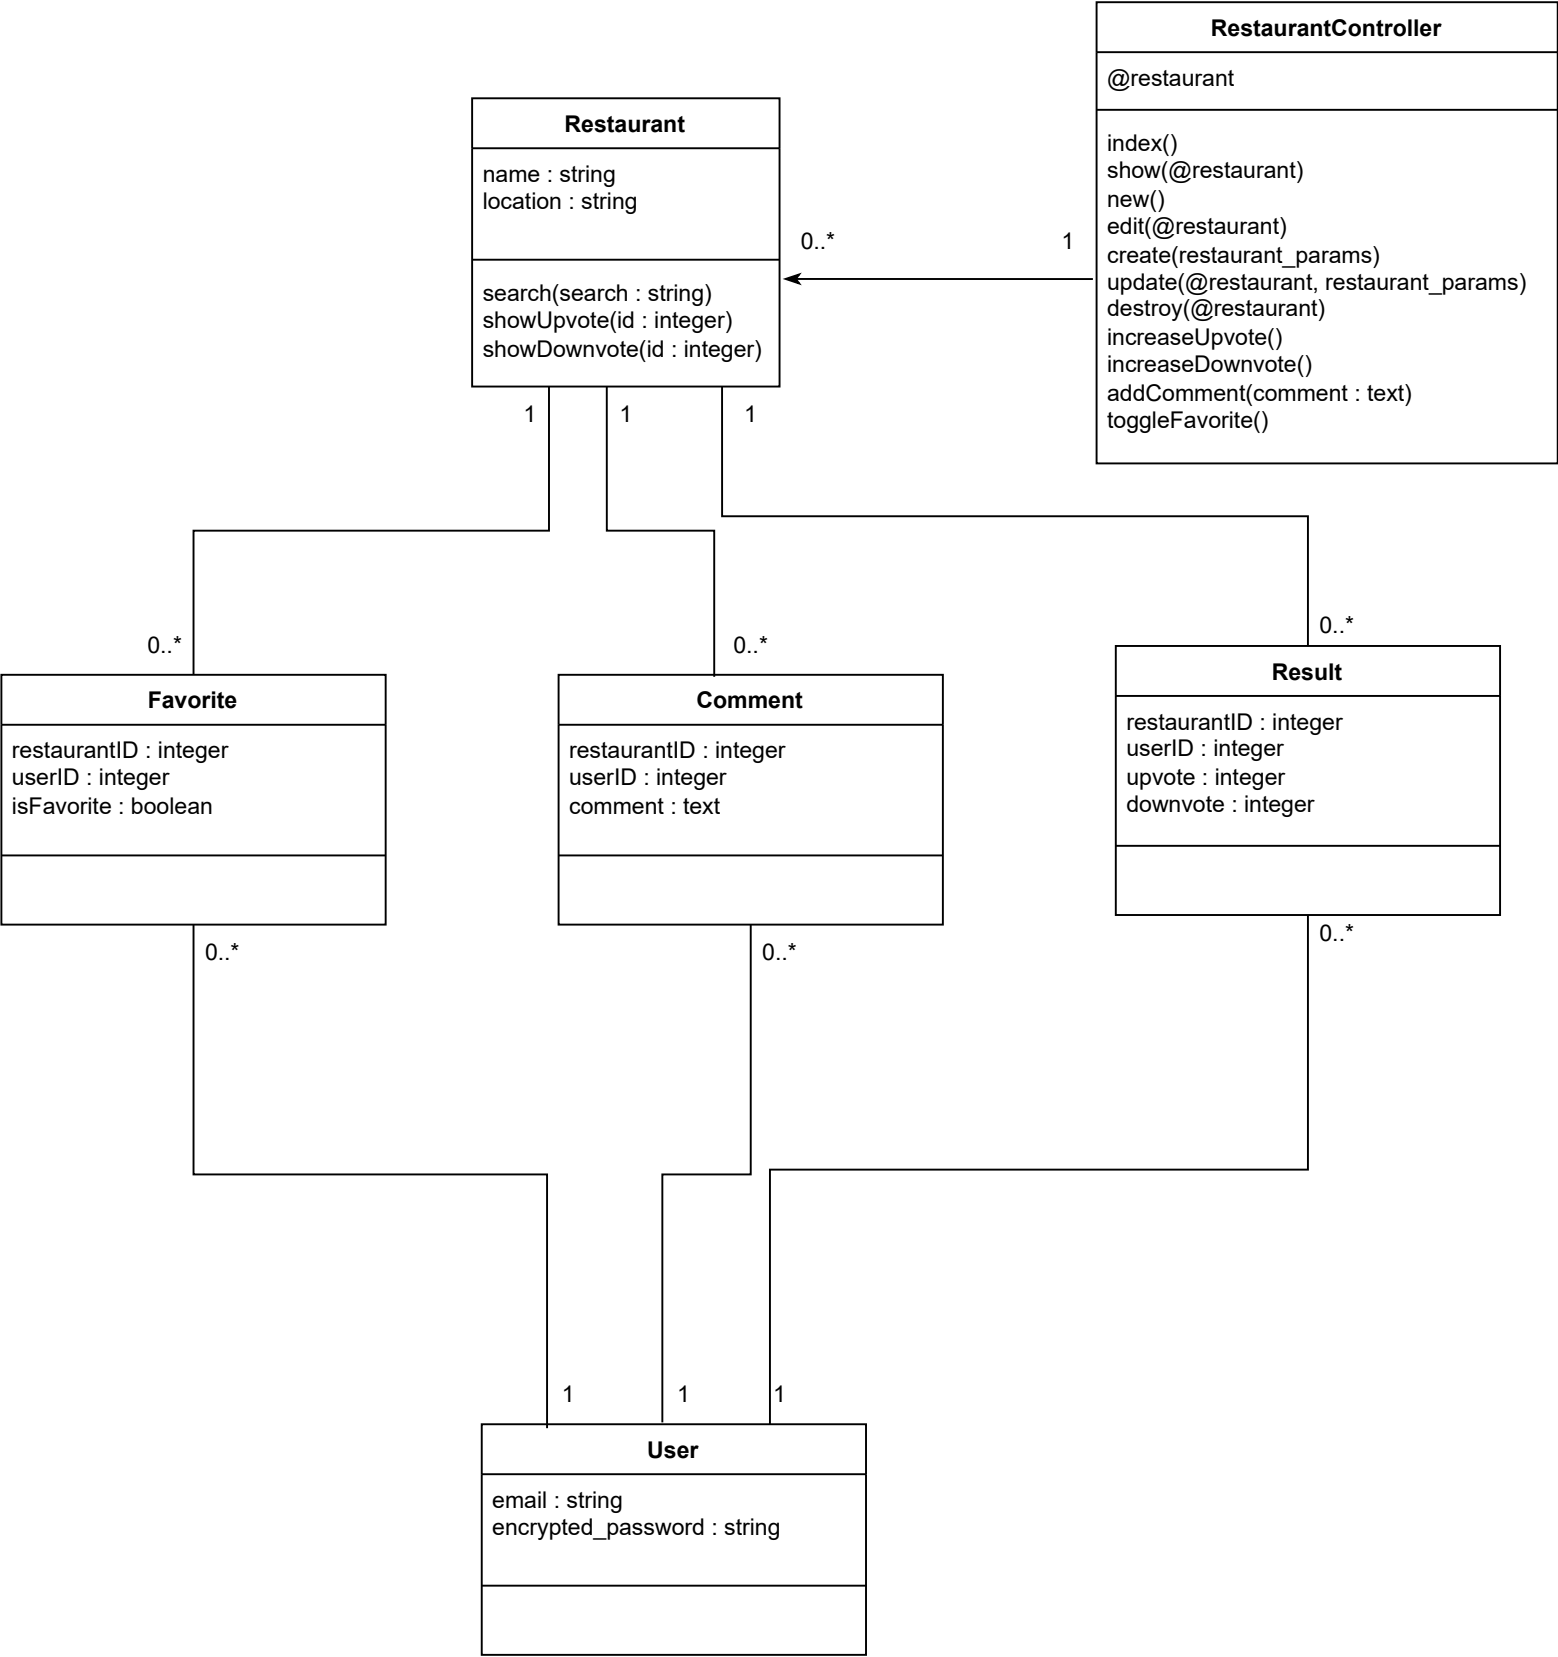 RestaurantController
@restaurant
index()
show(@restaurant)
new()
edit(@restaurant)
create(restaurant_params)
update(@restaurant, restaurant_params)
destroy(@restaurant)
increaseUpvote()
increaseDownvote()
addComment(comment : text)
toggleFavorite()
Restaurant
name : string
location : string
search(search : string)
showUpvote(id : integer)
showDownvote(id : integer)
0..*
1
1
1
1
0..*
0..*
0..*
Favorite
restaurantID : integer
userID : integer
isFavorite : boolean
Comment
restaurantID : integer
userID : integer
comment : text
Result
restaurantID : integer
userID : integer
upvote : integer
downvote : integer
0..*
0..*
0..*
1
1
1
User
email : string
encrypted_password : string